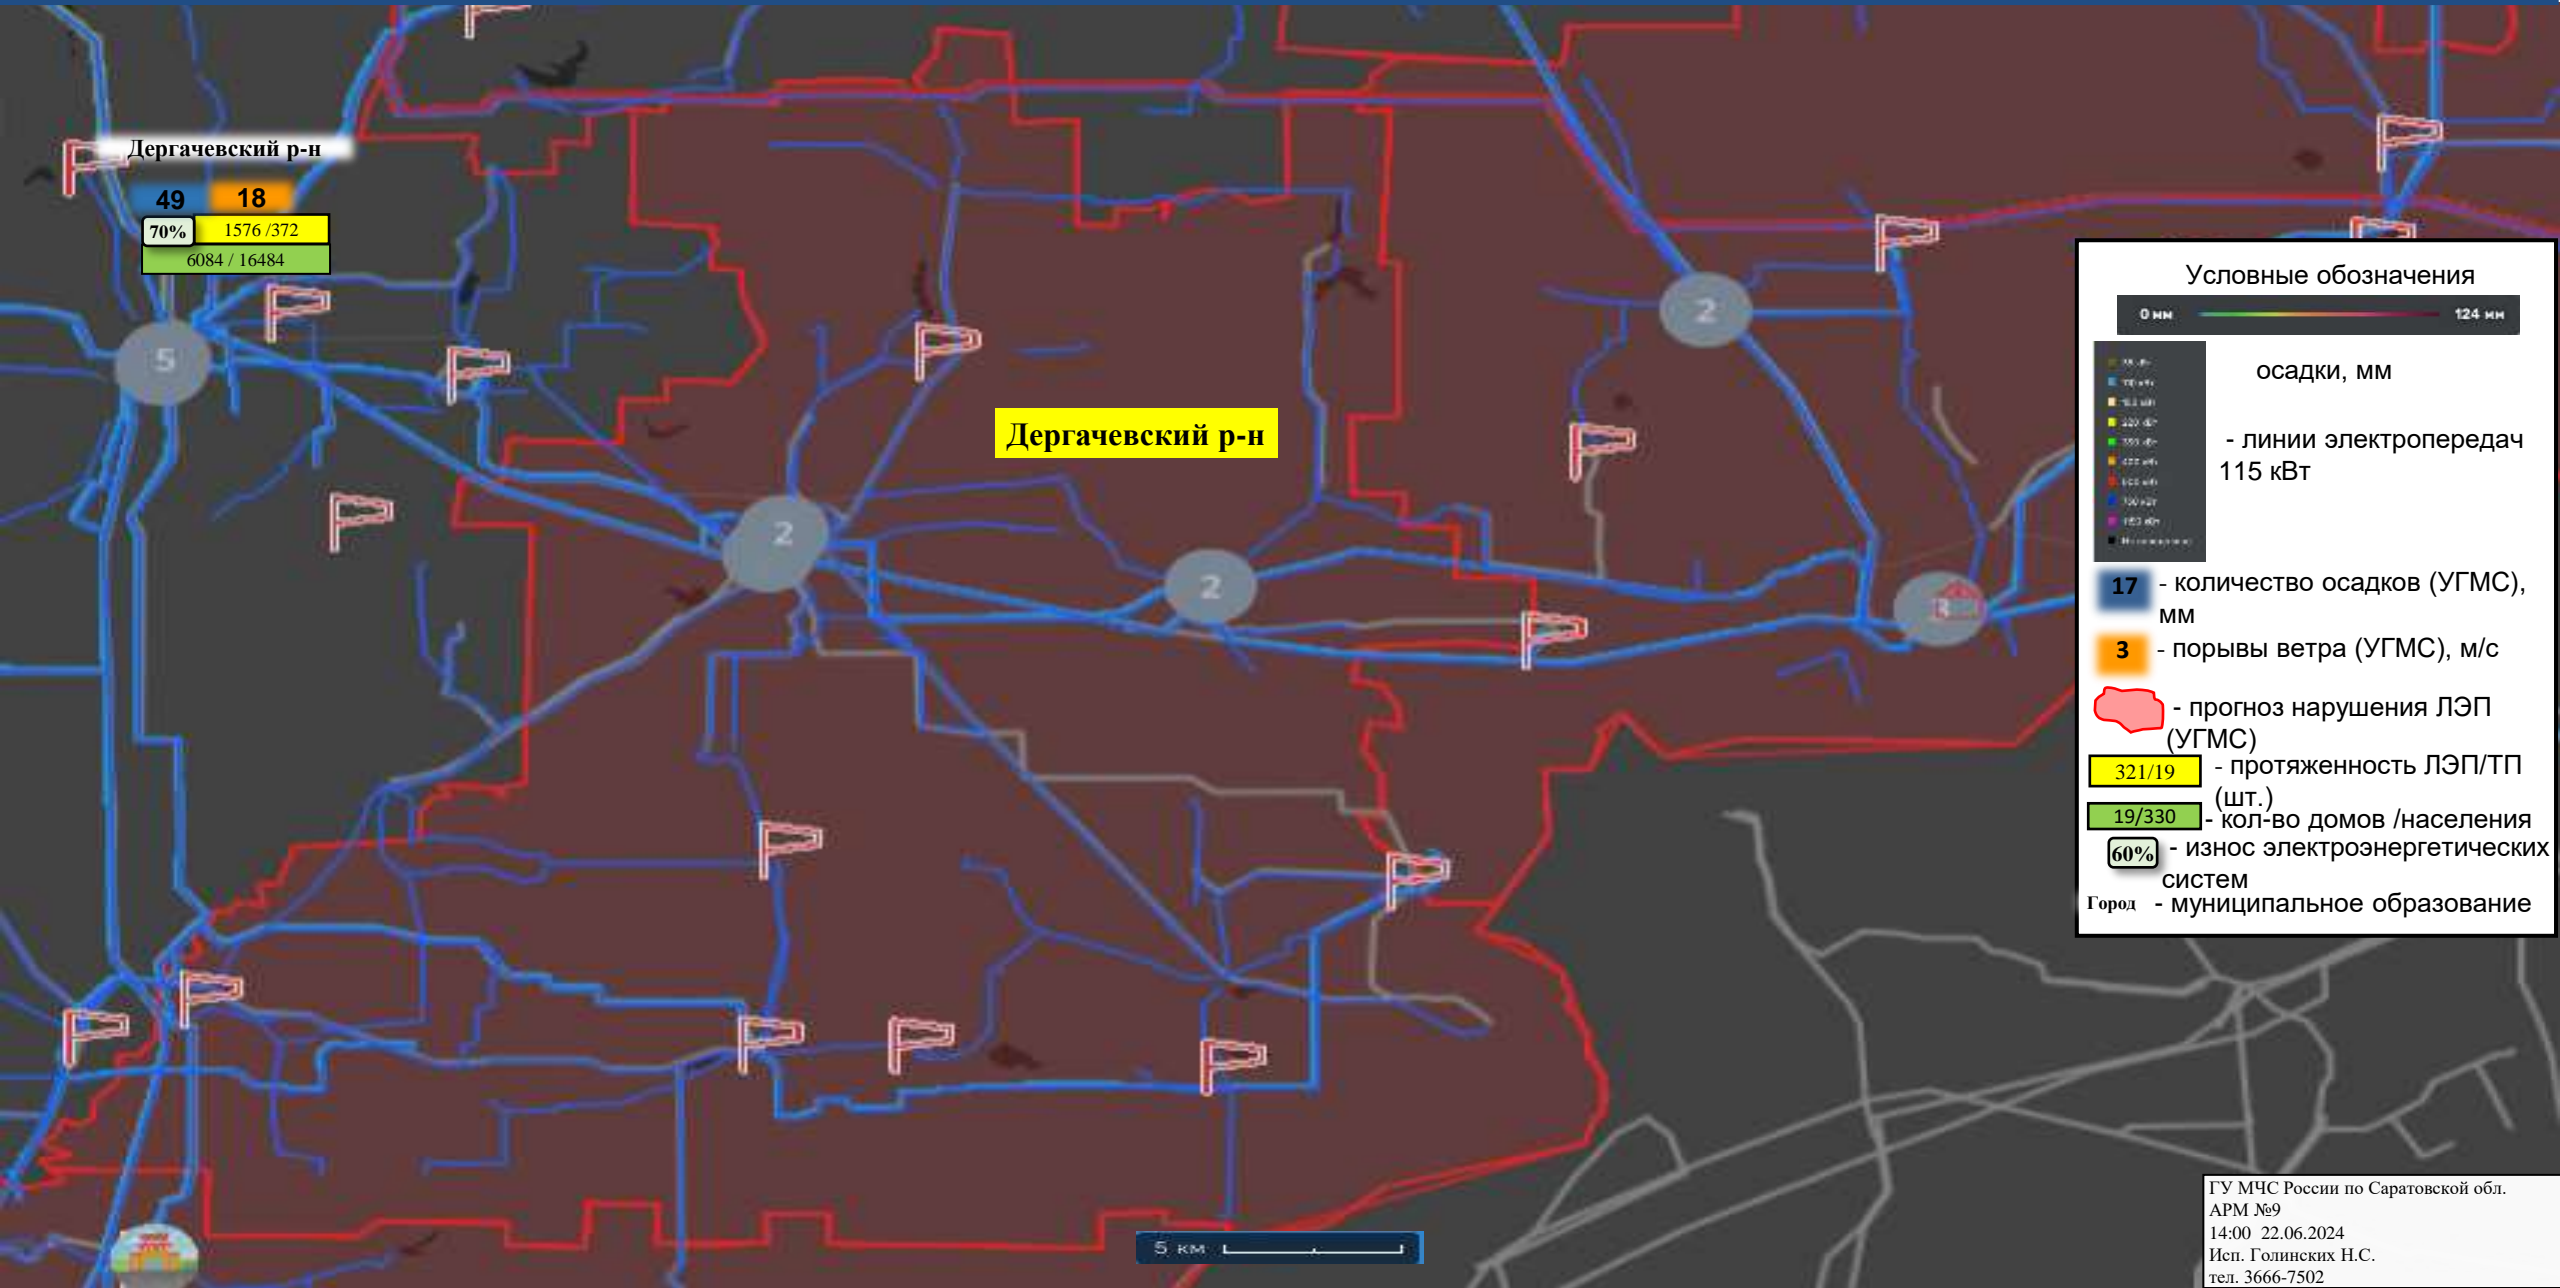 Дергачевский р-н
49 18
70% 1576 /372
6084 / 16484
5
2
2
2
Дергачевский р-н
Условные обозначения
0 мм 124 мм
осадки, мм
- линии электропередач
115 кВт
17 - количество осадков (УГМС),
мм
3 - порывы ветра (УГМС), м/с
- прогноз нарушения ЛЭП
(УГМС)
321/19 - протяженность ЛЭП/ТП
(шт.)
19/330 - кол-во домов /населения
60% - износ электроэнергетических
систем
Город - муниципальное образование
5 км
ГУ МЧС России по Саратовской обл.
АРМ №9
14:00 22.06.2024
Исп. Голинских Н.С.
тел. 3666-7502